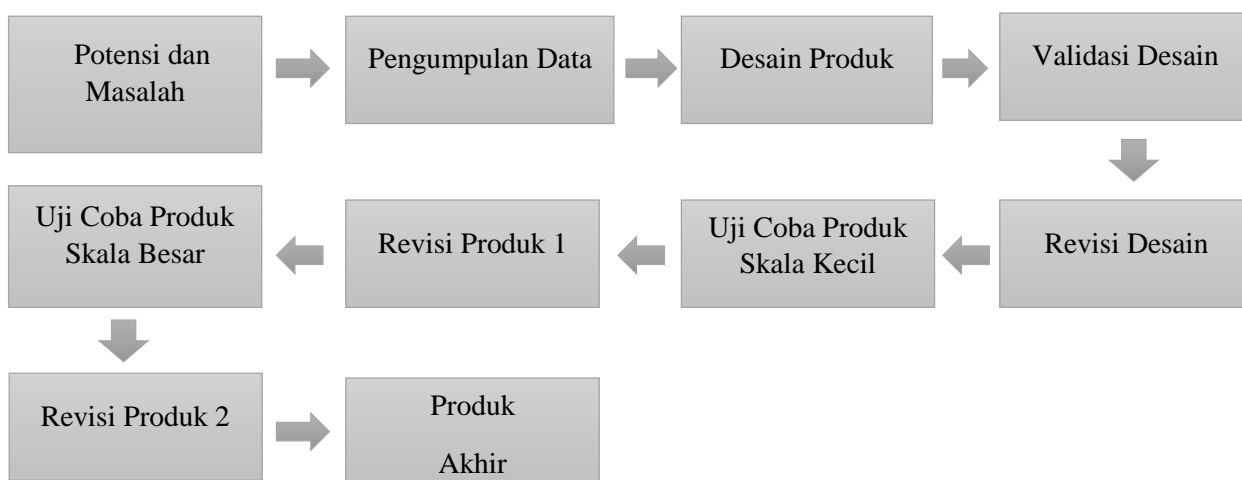 Potensi dan
Masalah
Pengumpulan Data
Desain Produk
Validasi Desain
Revisi Desain
Uji Coba Produk
Skala Kecil
Revisi Produk 1
Uji Coba Produk
Skala Besar
Revisi Produk 2
Produk
Akhir